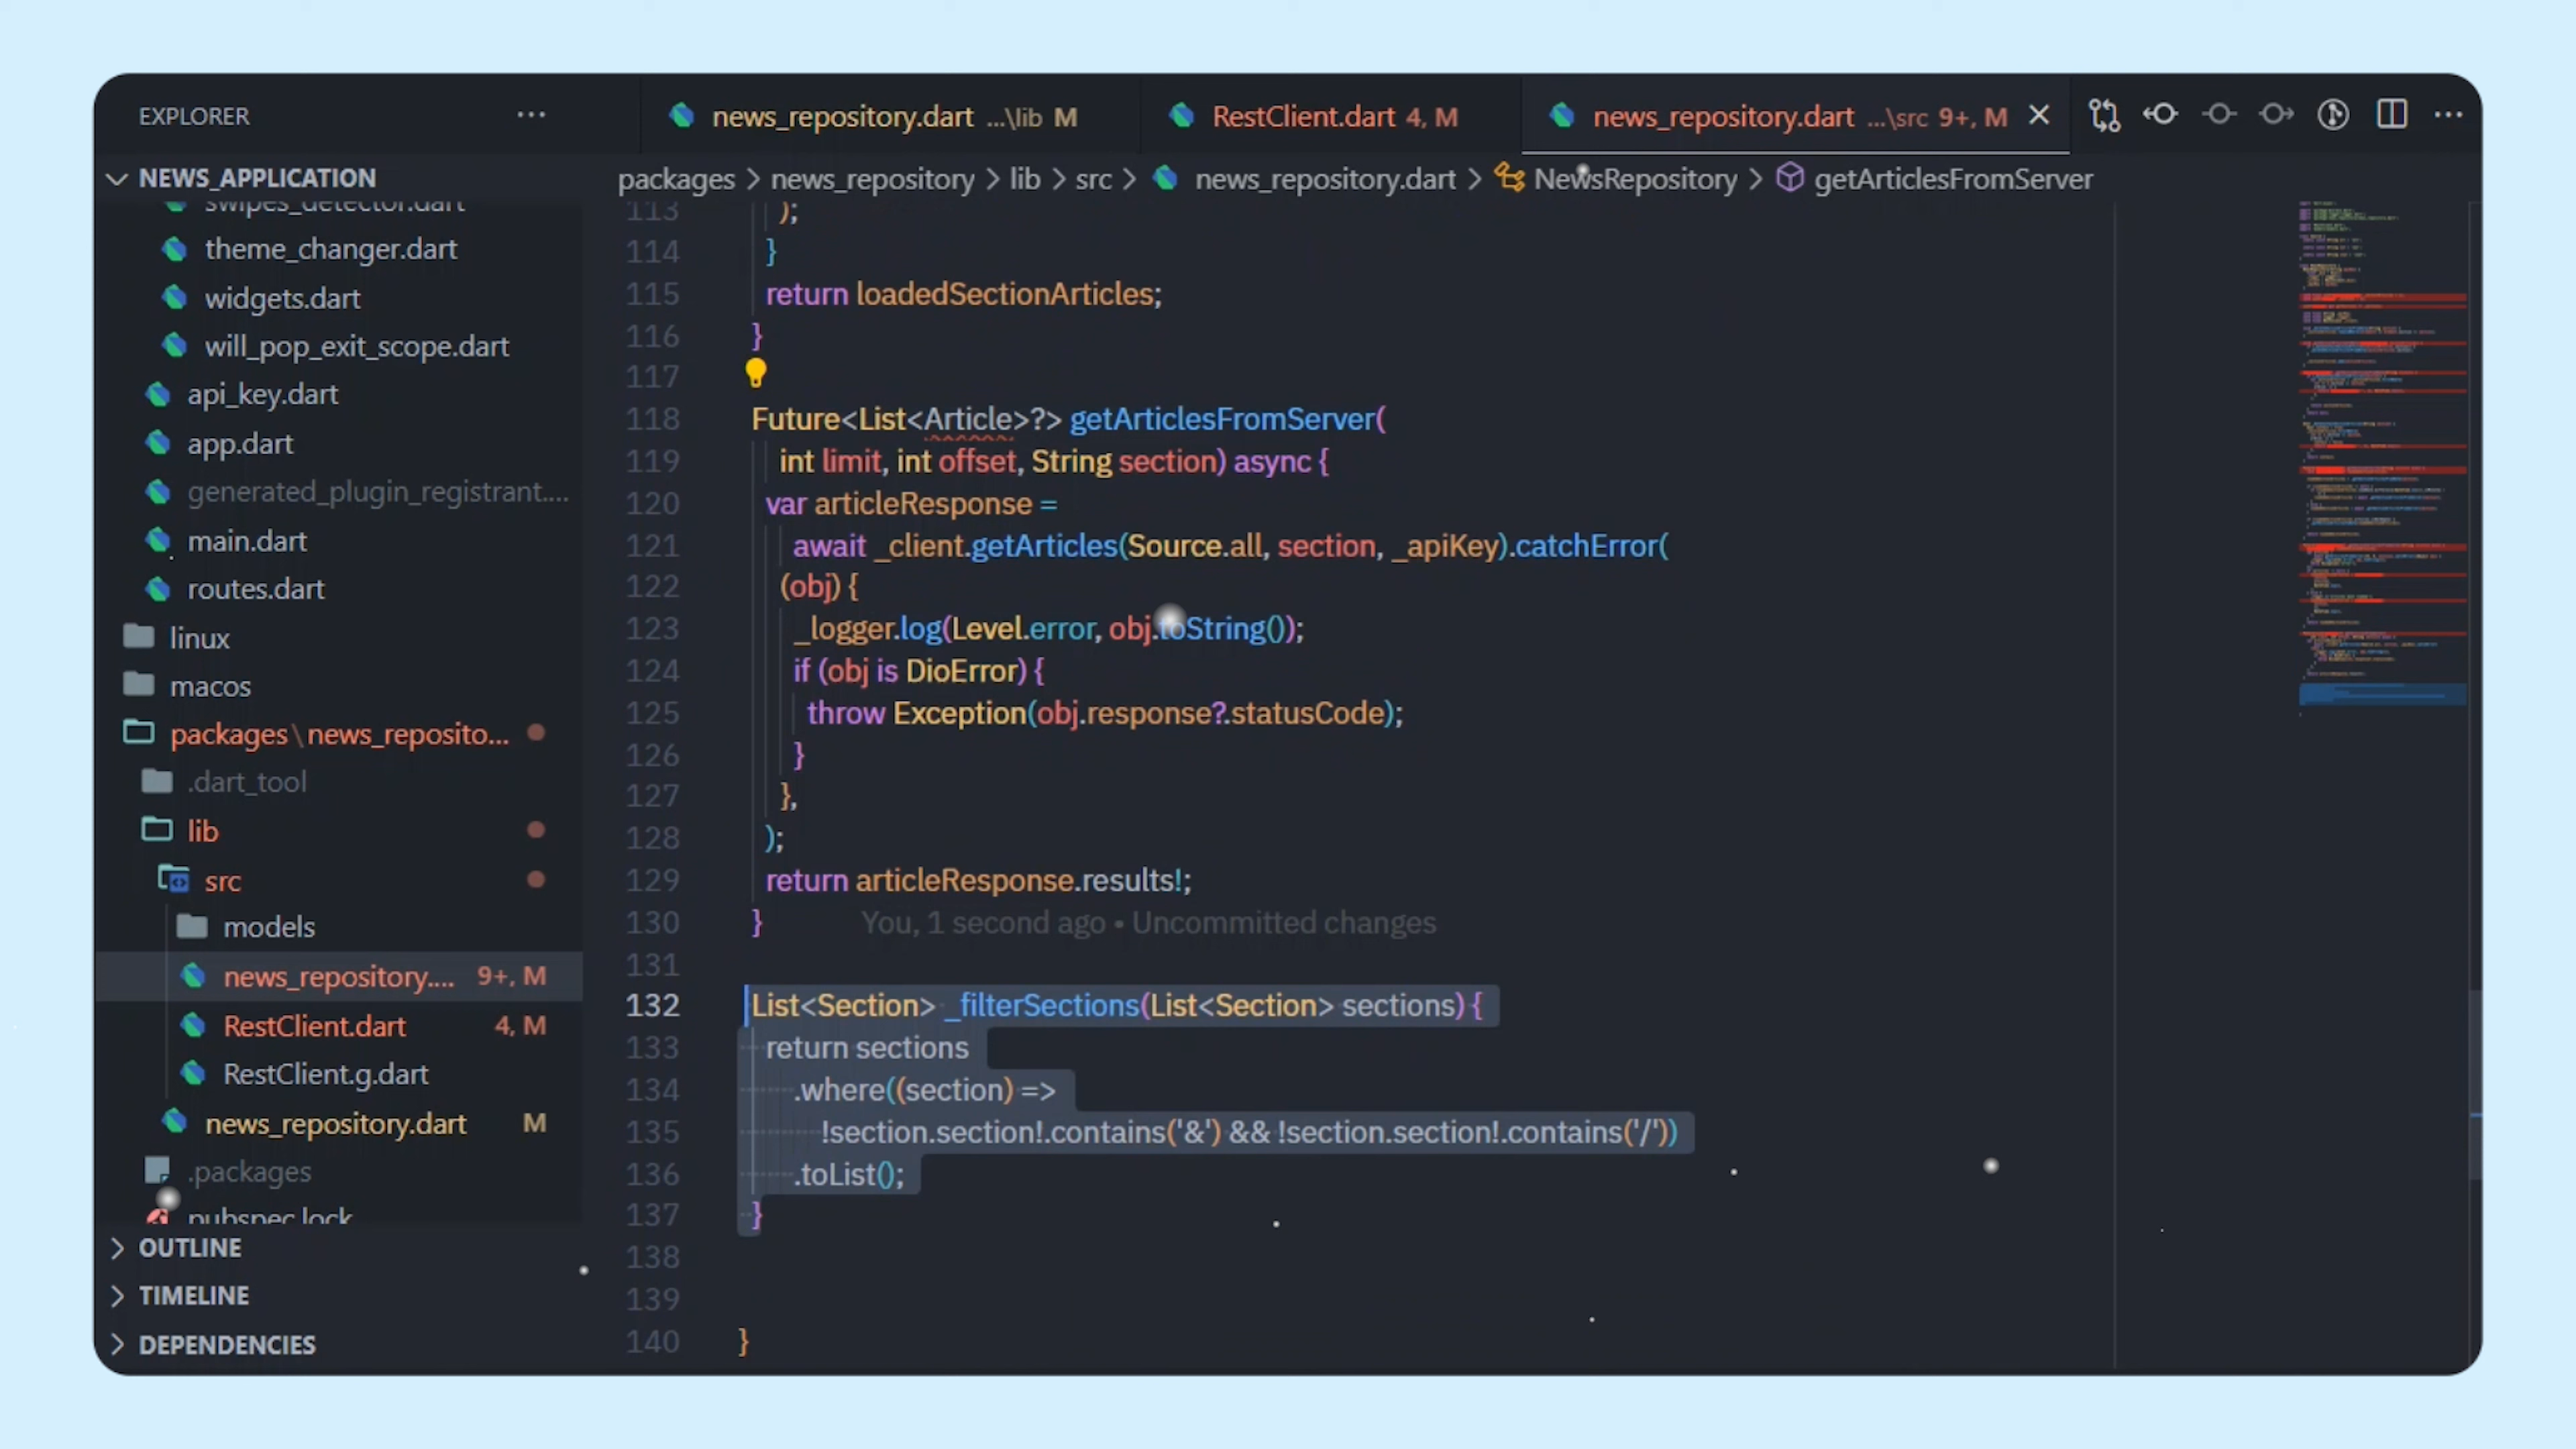 EXPLORER
···
news_repository.dart ...\lib M
RestClient.dart 4, M
news_repository.dart ...\src 9+, M
NEWS_APPLICATION
packages > news_repository > lib > src > news_repository.dart > NewsRepository > getArticlesFromServer
swipes_detector.dart
theme_changer.dart
widgets.dart
will_pop_exit_scope.dart
api_key.dart
app.dart
generated_plugin_registrant....
main.dart
routes.dart
linux
macos
packages\news_reposito...
.dart_tool
lib
src
models
news_repository.... 9+, M
RestClient.dart 4, M
RestClient.g.dart
news_repository.dart M
.packages
pubspec.lock
OUTLINE
TIMELINE
DEPENDENCIES
113 );
114 }
115 return loadedSectionArticles;
116 }
117
118 Future<List<Article>?> getArticlesFromServer(
119 int limit, int offset, String section) async {
120 var articleResponse =
121 await _client.getArticles(Source.all, section, _apiKey).catchError(
122 (obj) {
123 _logger.log(Level.error, obj.toString());
124 if (obj is DioError) {
125 throw Exception(obj.response?.statusCode);
126 }
127 },
128 );
129 return articleResponse.results!;
130 } You, 1 second ago • Uncommitted changes
131
132 List<Section> _filterSections(List<Section> sections) {
133 return sections
134 .where((section) =>
135 !section.section!.contains('&') && !section.section!.contains('/'))
136 .toList();
137 }
138
139
140 }